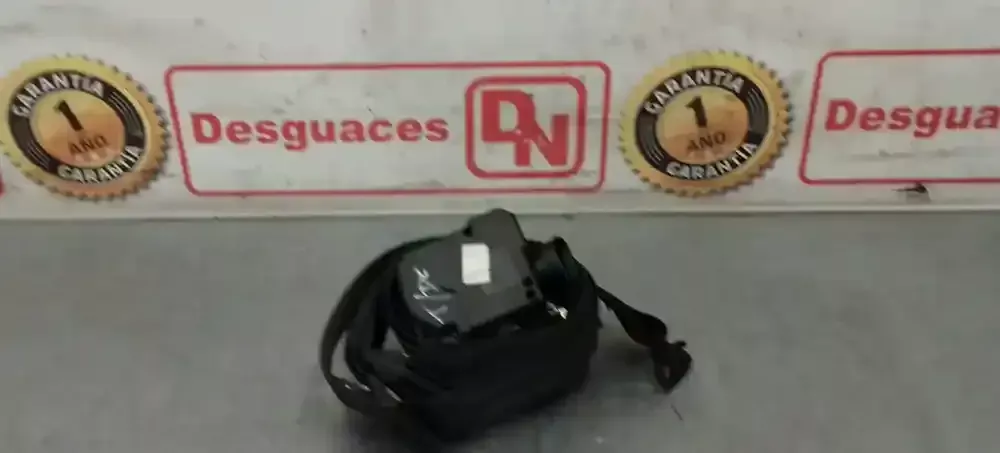 GARANTIA
1
AÑO
GARANTIA
Desguaces DN
GARANTIA
1
AÑO
GARANTIA
Desgua